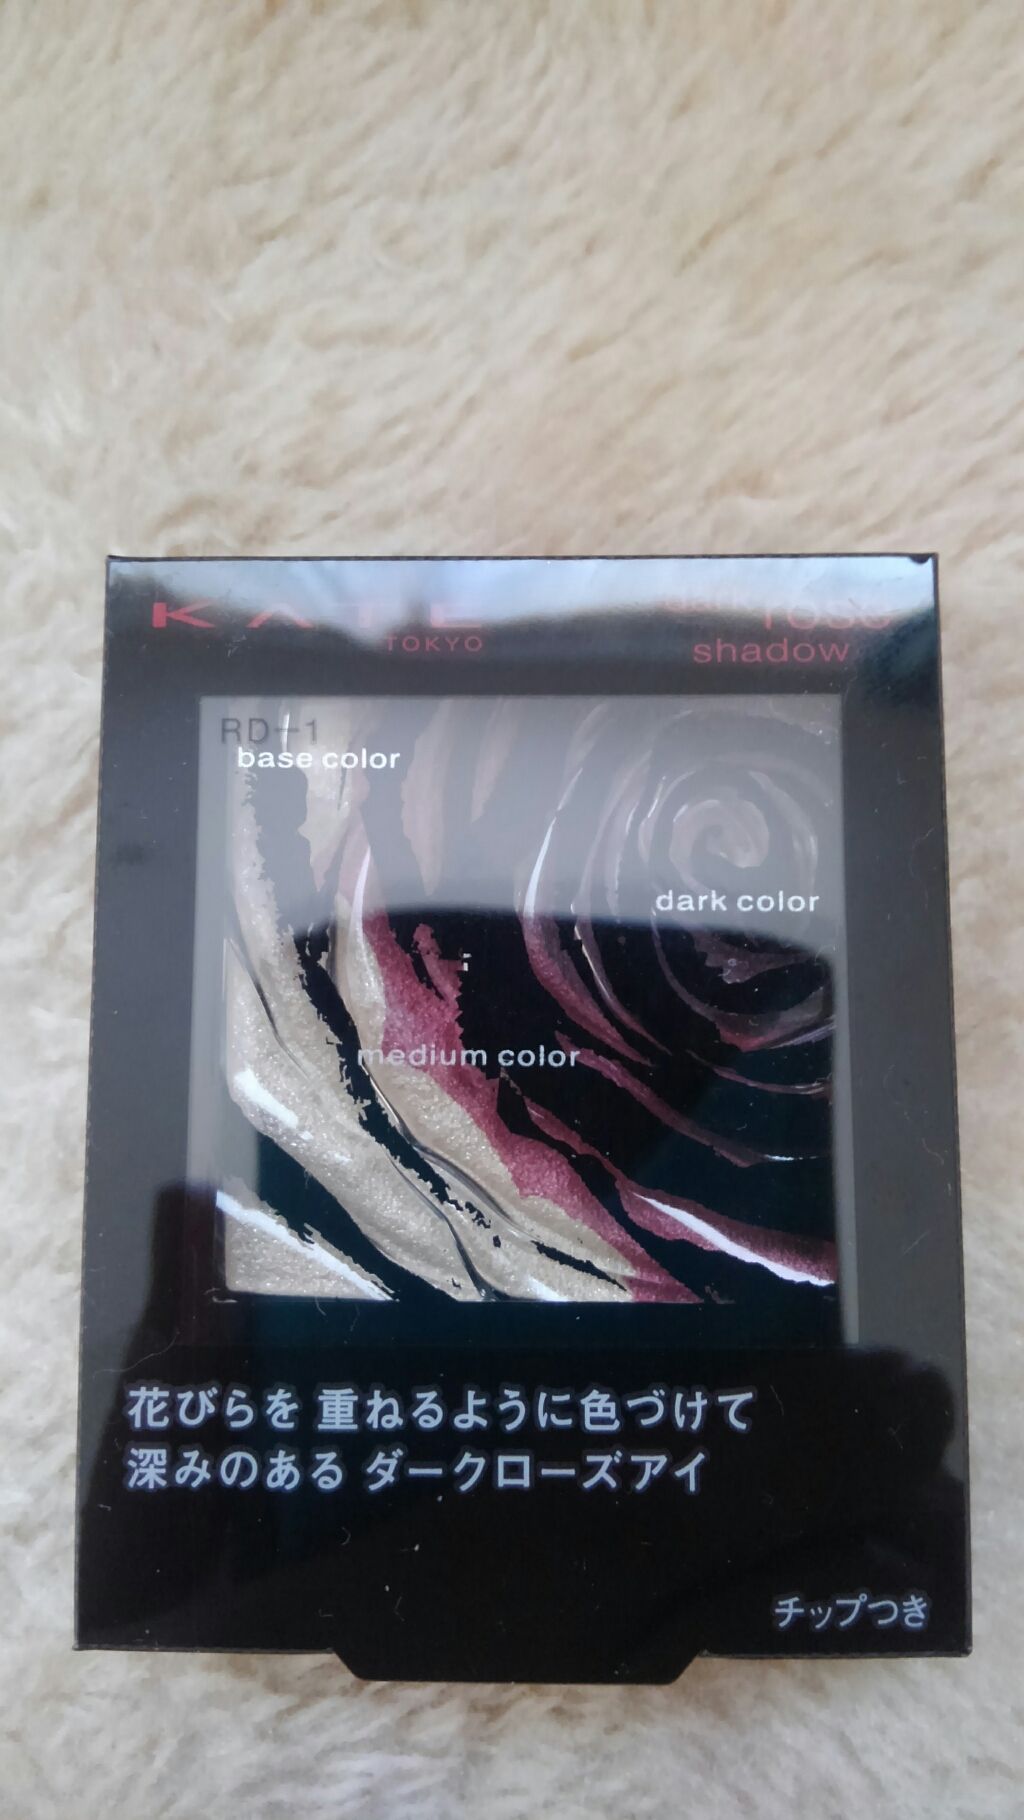 KATE
TOKYO
dark
rose
shadow
RD-1
base color
dark color
medium color
花びらを 重ねるように色づけて
深みのある ダークローズアイ
チップつき